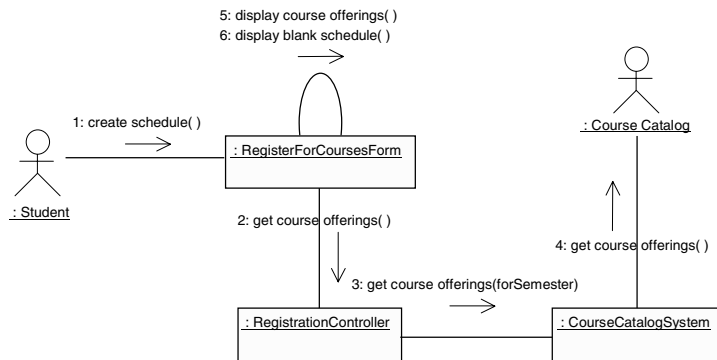 5: display course offerings( )
6: display blank schedule( )
1: create schedule( )
: Course Catalog
: RegisterForCoursesForm
: Student
2: get course offerings( )
4: get course offerings( )
3: get course offerings(forSemester)
: RegistrationController
: CourseCatalogSystem